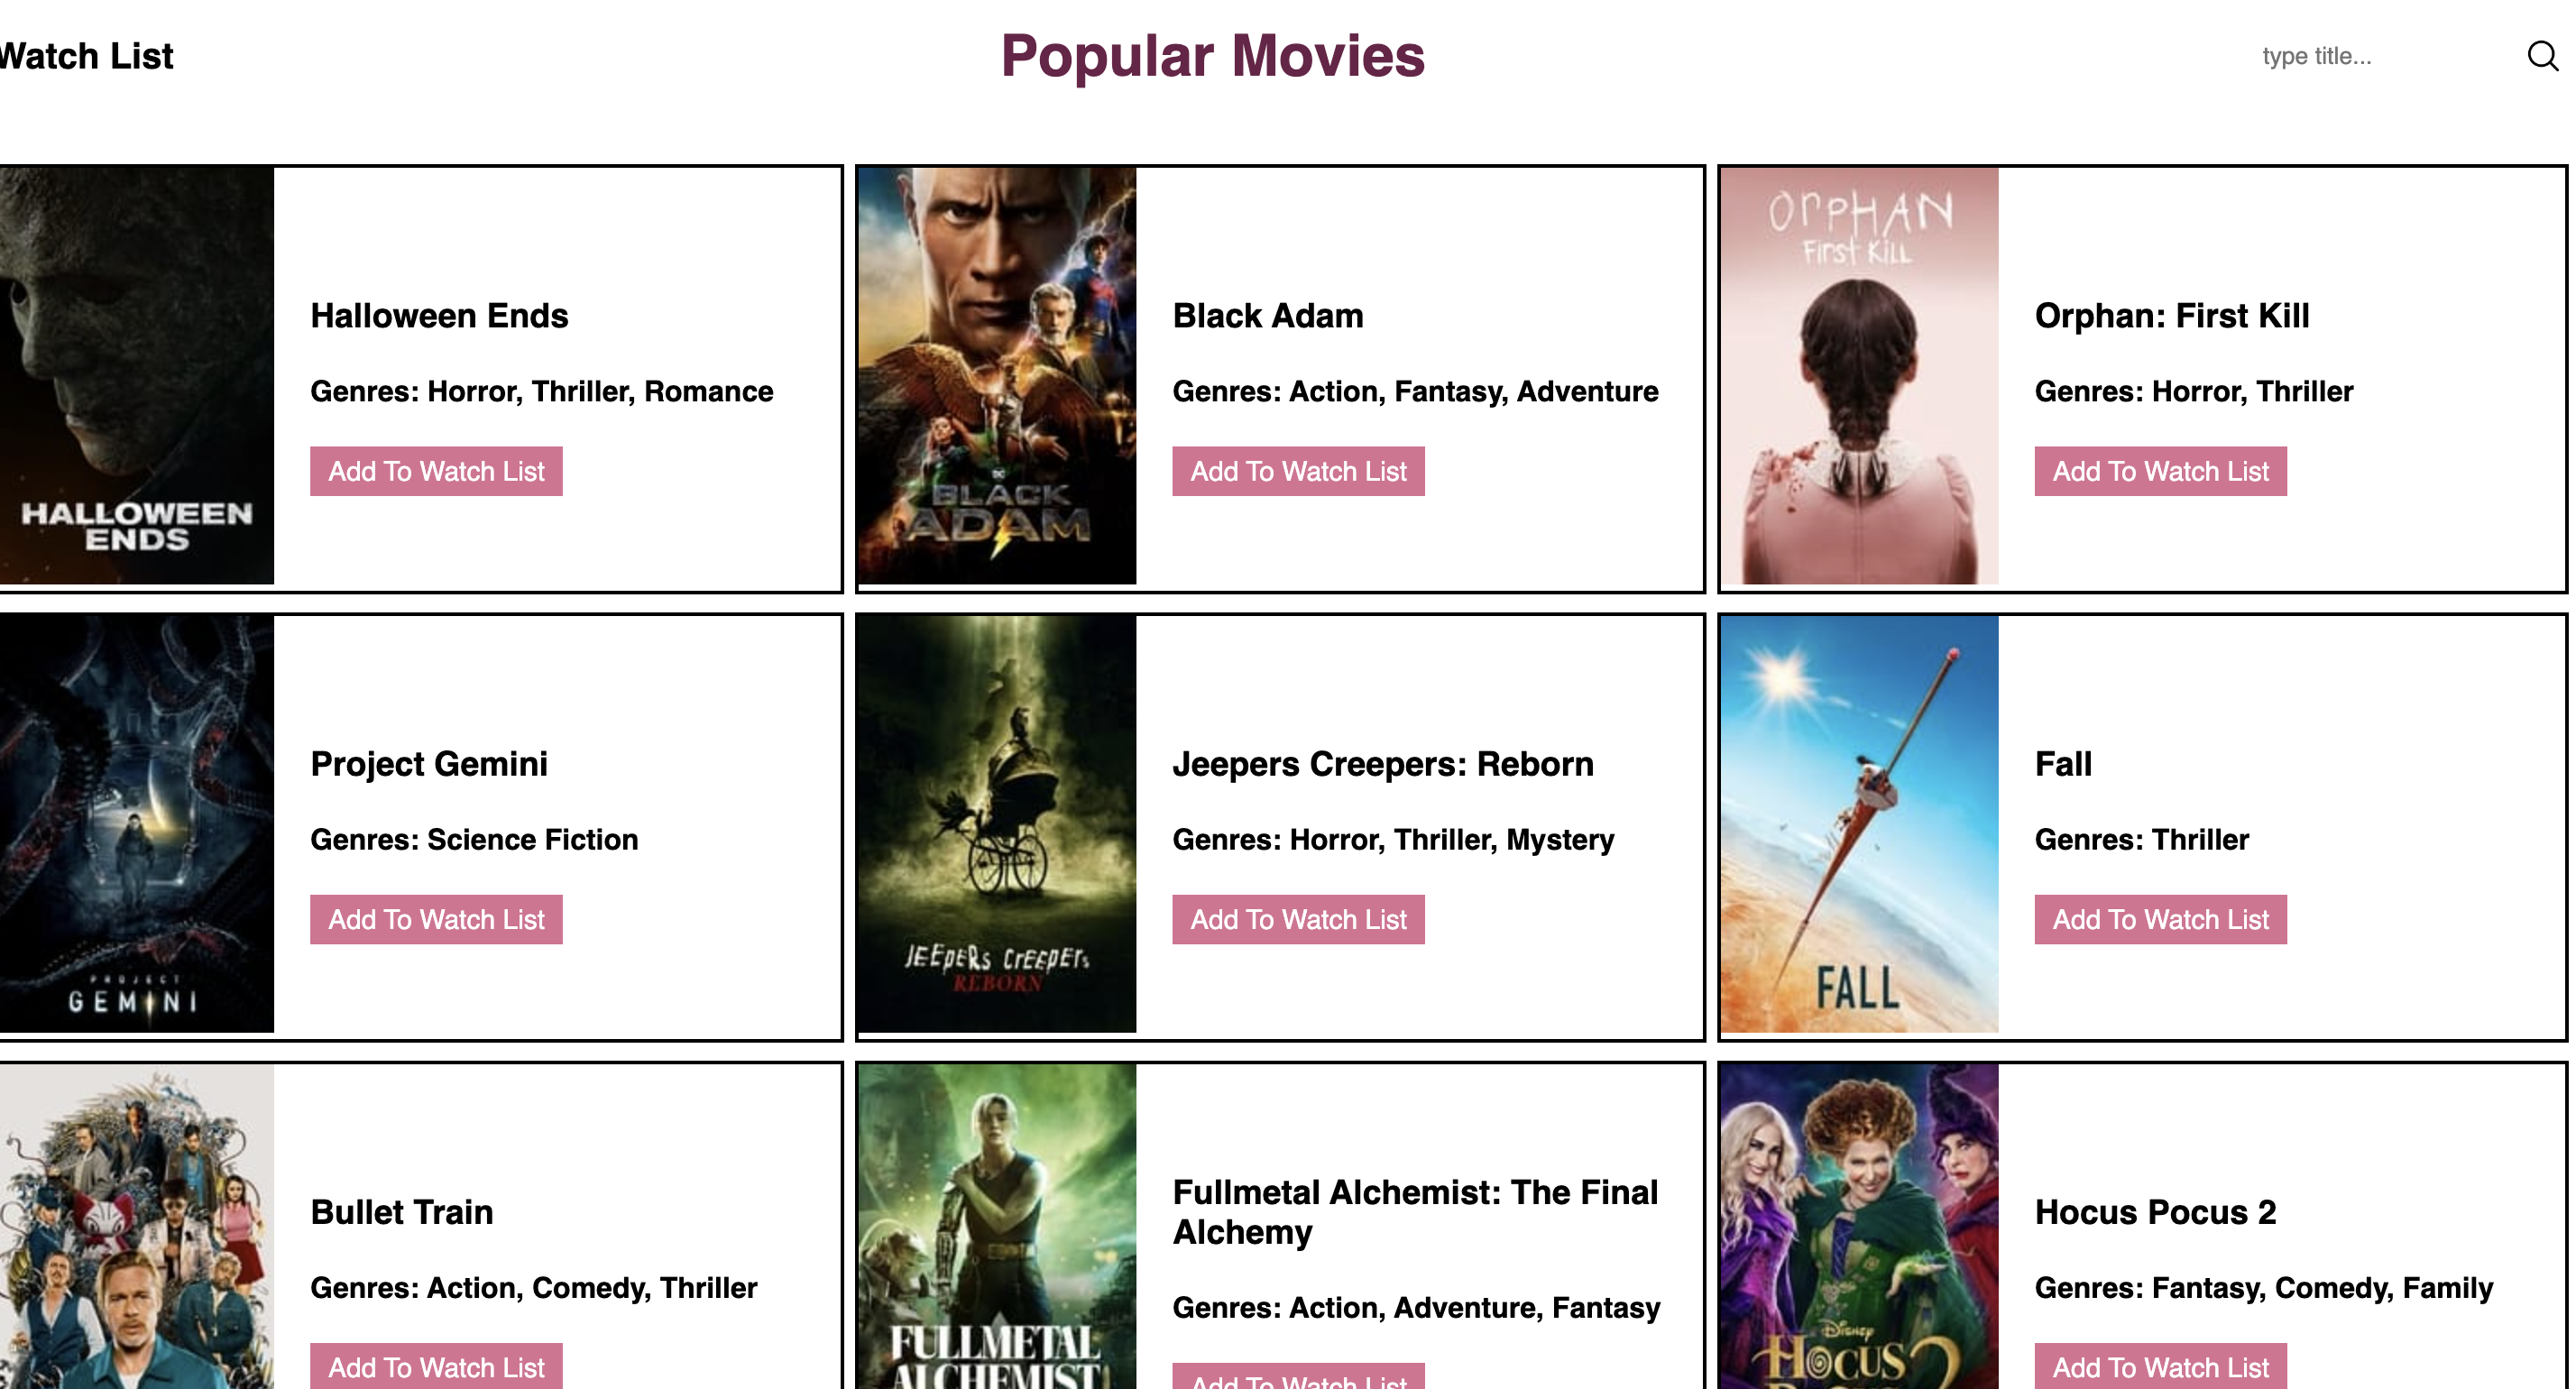 Watch List
Popular Movies
type title...
HALLOWEEN
ENDS
Halloween Ends
Genres: Horror, Thriller, Romance
Add To Watch List
DC
BLACK
ADAM
Black Adam
Genres: Action, Fantasy, Adventure
Add To Watch List
OrPHAN
First KiLL
Orphan: First Kill
Genres: Horror, Thriller
Add To Watch List
PROJECT
GEMINI
Project Gemini
Genres: Science Fiction
Add To Watch List
JEEPERS CREEPERS
REBORN
Jeepers Creepers: Reborn
Genres: Horror, Thriller, Mystery
Add To Watch List
FALL
Fall
Genres: Thriller
Add To Watch List
Bullet Train
Genres: Action, Comedy, Thriller
Add To Watch List
FULLMETAL
ALCHEMIST
Fullmetal Alchemist: The Final
Alchemy
Genres: Action, Adventure, Fantasy
Add To Watch List
Disney
HOCUS
2
Hocus Pocus 2
Genres: Fantasy, Comedy, Family
Add To Watch List